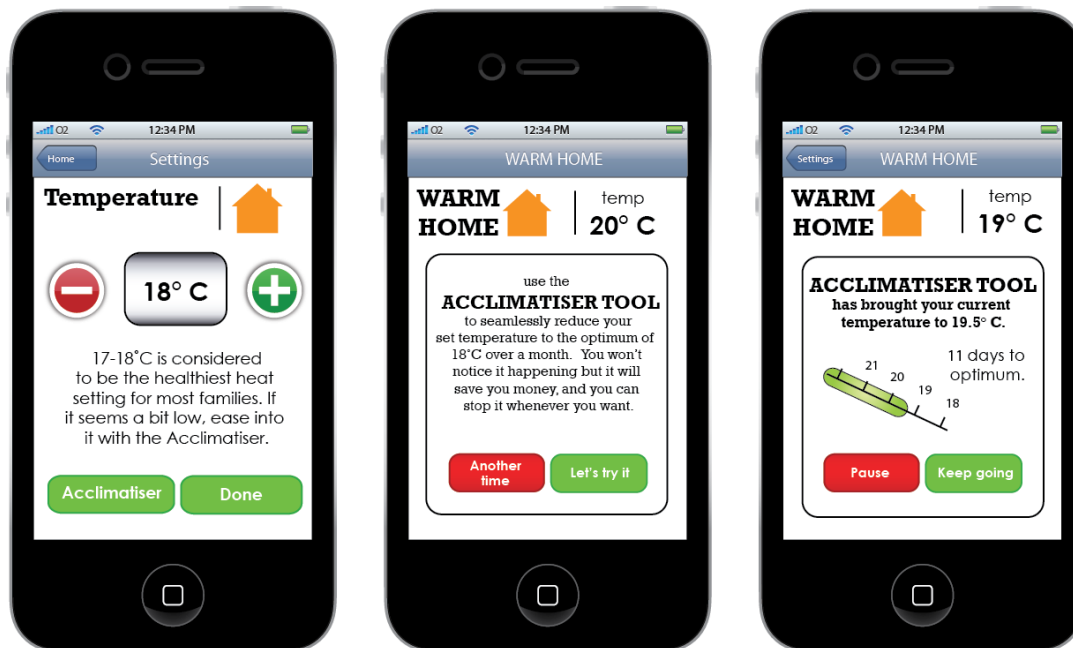 O2 12:34 PM
Home Settings
Temperature
18° C
17-18°C is considered
to be the healthiest heat
setting for most families. If
it seems a bit low, ease into
it with the Acclimatiser.
Acclimatiser Done
O2 12:34 PM
WARM HOME
WARM
HOME
temp
20° C
use the
ACCLIMATISER TOOL
to seamlessly reduce your
set temperature to the optimum of
18°C over a month. You won't
notice it happening but it will
save you money, and you can
stop it whenever you want.
Another
time
Let's try it
O2 12:34 PM
Settings WARM HOME
WARM
HOME
temp
19° C
ACCLIMATISER TOOL
has brought your current
temperature to 19.5° C.
11 days to
optimum.
21
20
19
18
Pause Keep going